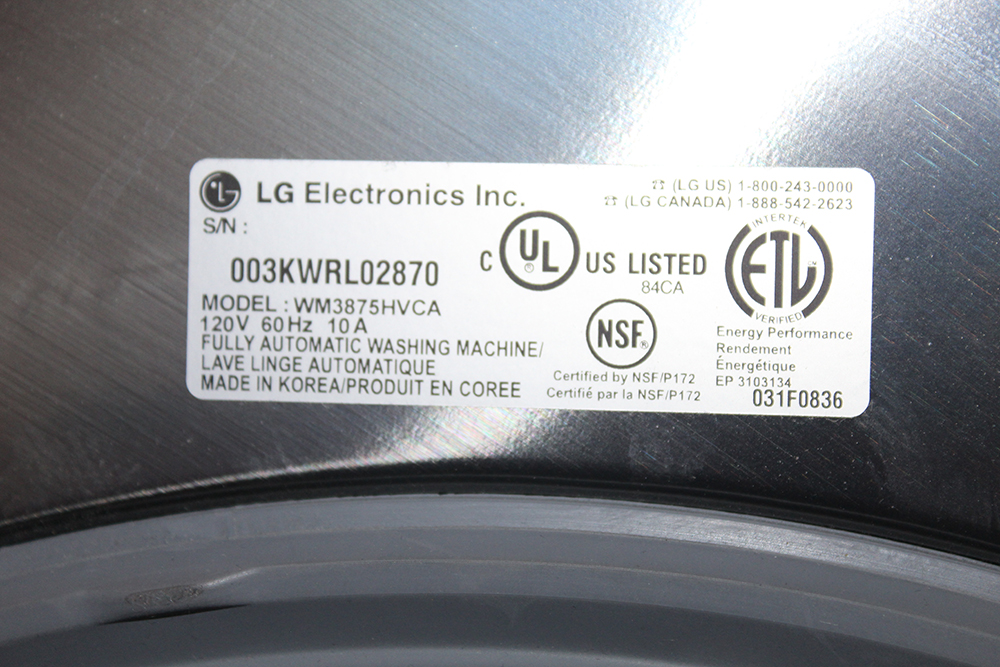 LG LG Electronics Inc.
☎ (LG US) 1-800-243-0000
☎ (LG CANADA) 1-888-542-2623
S/N :
003KWRL02870
MODEL : WM3875HVCA
120V 60Hz 10A
FULLY AUTOMATIC WASHING MACHINE/
LAVE LINGE AUTOMATIQUE
MADE IN KOREA/PRODUIT EN COREE
C UL® US LISTED
84CA
NSF®
Certified by NSF/P172
Certifié par la NSF/P172
INTERTEK
ETL
VERIFIED
Energy Performance
Rendement
Énergétique
EP 3103134
031F0836